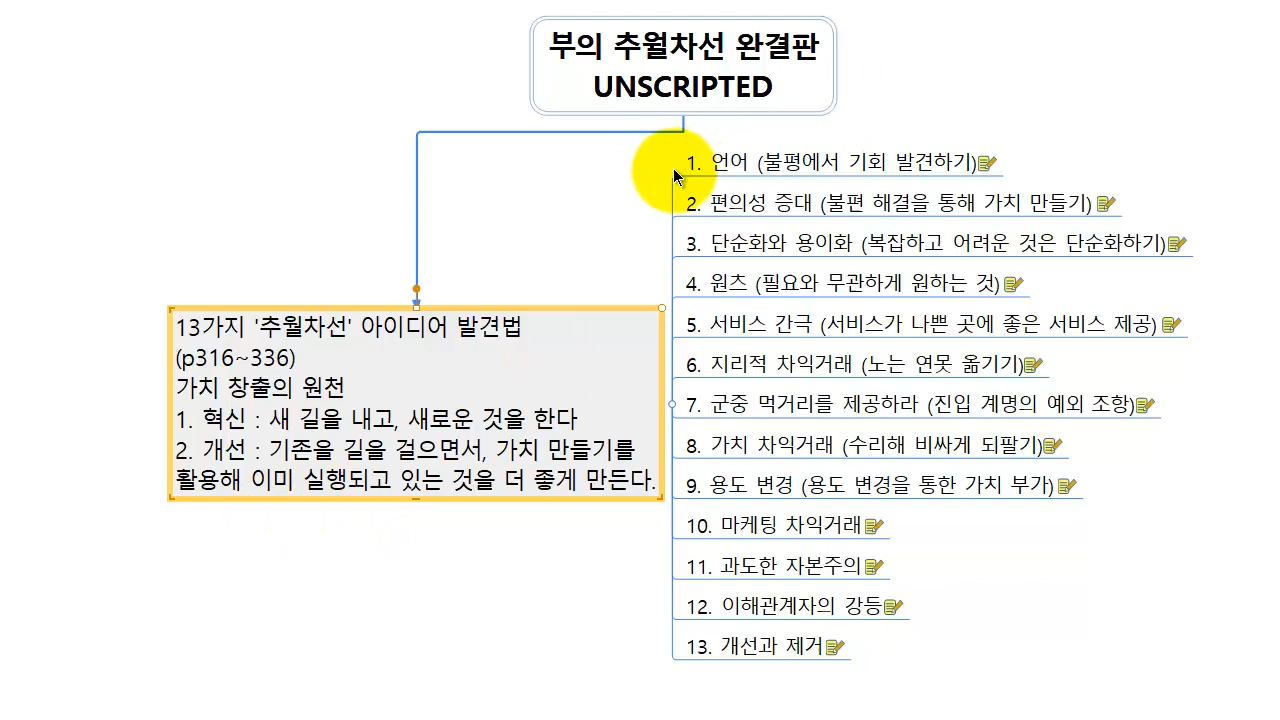 부의 추월차선 완결판
UNSCRIPTED
13가지 '추월차선' 아이디어 발견법
(p316~336)
가치 창출의 원천
1. 혁신 : 새 길을 내고, 새로운 것을 한다
2. 개선 : 기존을 길을 걸으면서, 가치 만들기를
활용해 이미 실행되고 있는 것을 더 좋게 만든다.
1. 언어 (불평에서 기회 발견하기)
2. 편의성 증대 (불편 해결을 통해 가치 만들기)
3. 단순화와 용이화 (복잡하고 어려운 것은 단순화하기)
4. 원츠 (필요와 무관하게 원하는 것)
5. 서비스 간극 (서비스가 나쁜 곳에 좋은 서비스 제공)
6. 지리적 차익거래 (노는 연못 옮기기)
7. 군중 먹거리를 제공하라 (진입 계명의 예외 조항)
8. 가치 차익거래 (수리해 비싸게 되팔기)
9. 용도 변경 (용도 변경을 통한 가치 부가)
10. 마케팅 차익거래
11. 과도한 자본주의
12. 이해관계자의 강등
13. 개선과 제거